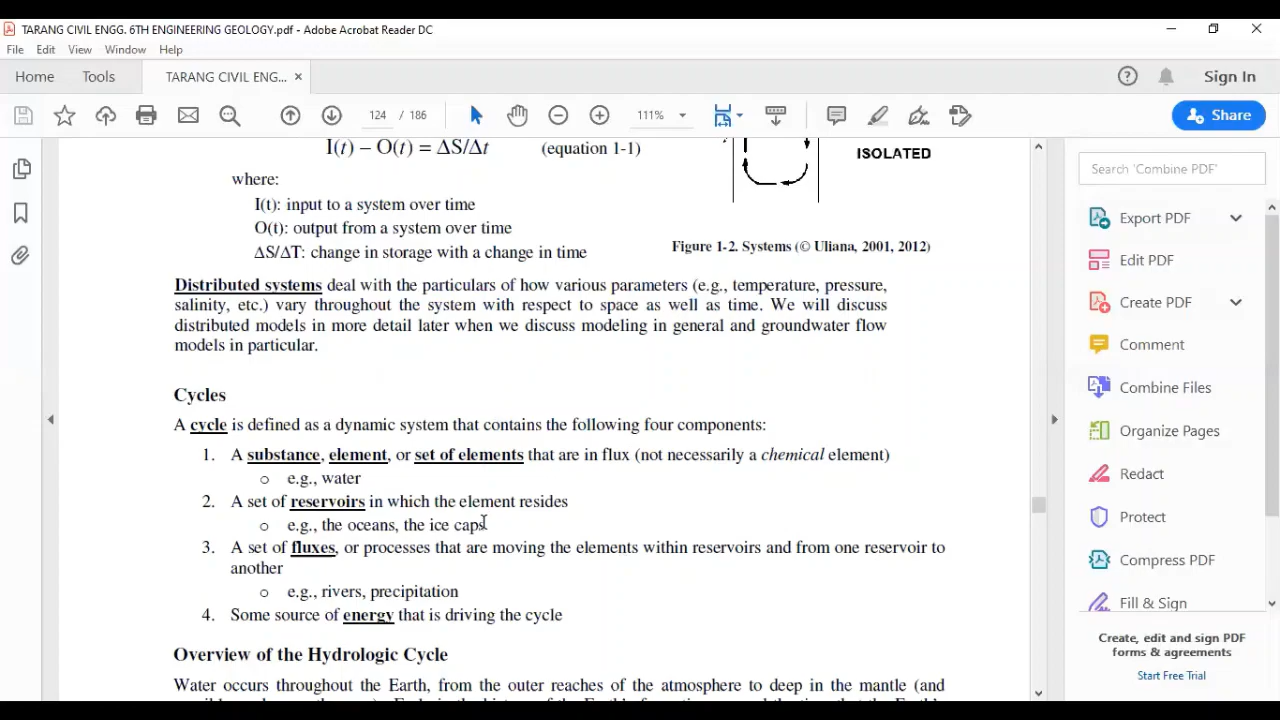 TARANG CIVIL ENGG. 6TH ENGINEERING GEOLOGY.pdf - Adobe Acrobat Reader DC
File Edit View Window Help
Home Tools TARANG CIVIL ENG... × Sign In
124 / 186 111% Share
I(t) – O(t) = ΔS/Δt (equation 1-1)
ISOLATED
where:
I(t): input to a system over time
O(t): output from a system over time
ΔS/ΔT: change in storage with a change in time
Figure 1-2. Systems (© Uliana, 2001, 2012)
Distributed systems deal with the particulars of how various parameters (e.g., temperature, pressure,
salinity, etc.) vary throughout the system with respect to space as well as time. We will discuss
distributed models in more detail later when we discuss modeling in general and groundwater flow
models in particular.
Cycles
A cycle is defined as a dynamic system that contains the following four components:
1. A substance, element, or set of elements that are in flux (not necessarily a chemical element)
o e.g., water
2. A set of reservoirs in which the element resides
o e.g., the oceans, the ice caps
3. A set of fluxes, or processes that are moving the elements within reservoirs and from one reservoir to
another
o e.g., rivers, precipitation
4. Some source of energy that is driving the cycle
Overview of the Hydrologic Cycle
Water occurs throughout the Earth, from the outer reaches of the atmosphere to deep in the mantle (and
Search 'Combine PDF'
Export PDF
Edit PDF
Create PDF
Comment
Combine Files
Organize Pages
Redact
Protect
Compress PDF
Fill & Sign
Create, edit and sign PDF
forms & agreements
Start Free Trial